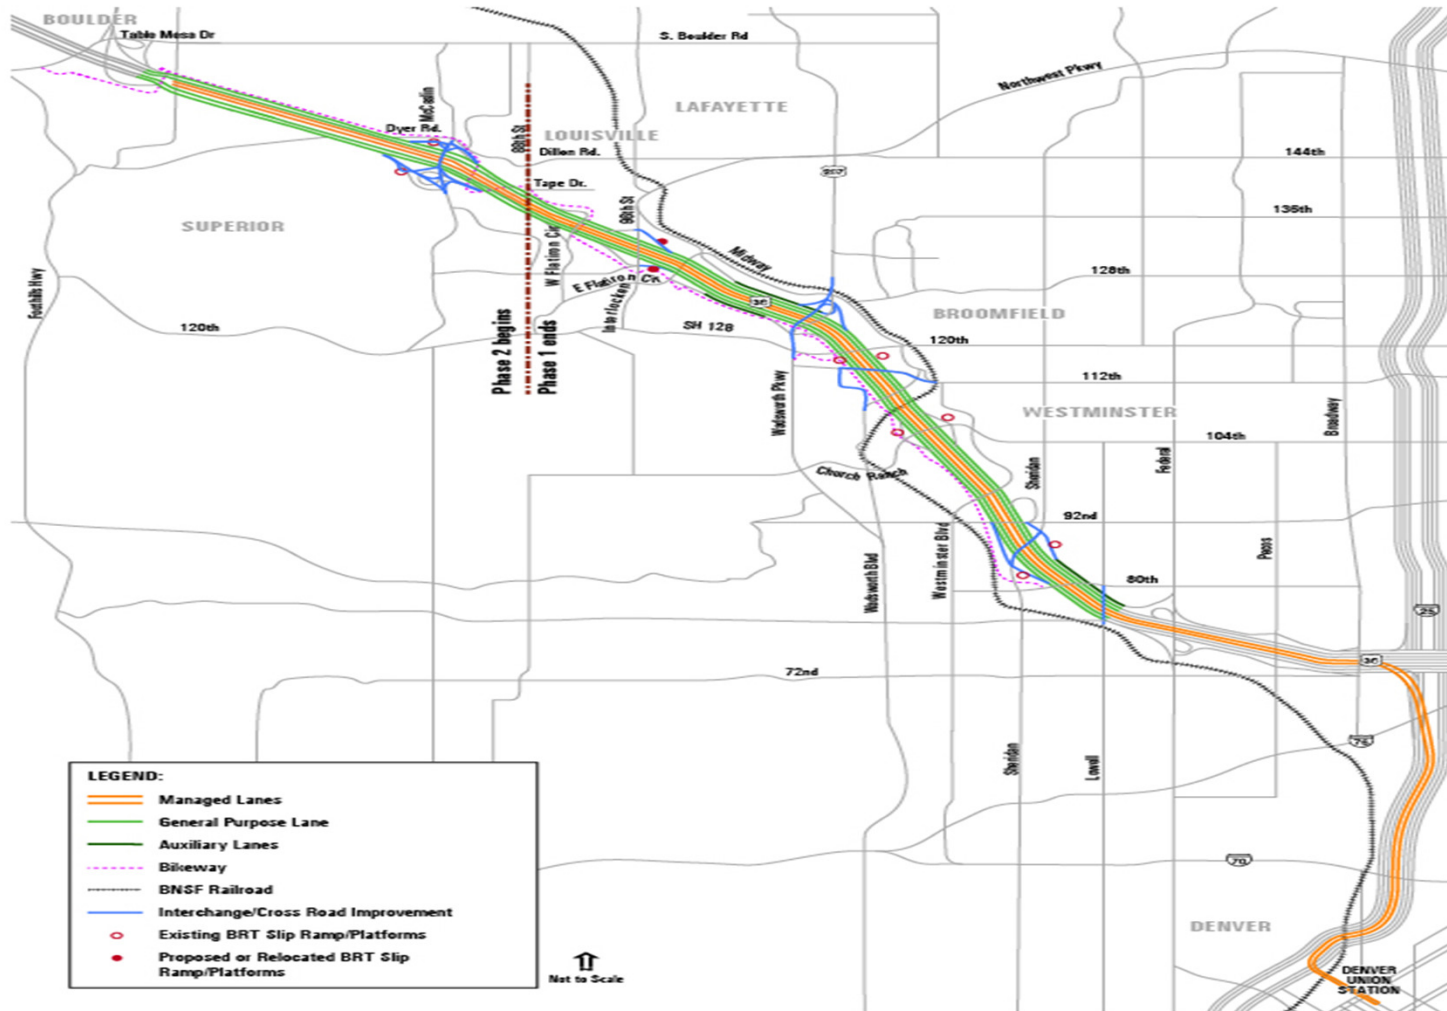 BOULDER
Table Mesa Dr
S. Boulder Rd
Northwest Pkwy
LAFAYETTE
McCaslin
Dyer Rd.
88th St
LOUISVILLE
Dillon Rd.
144th
287
Tape Dr.
96th St
136th
SUPERIOR
W Flatiron Cir
Midway
128th
Foothills Hwy
E Flatiron Cir
Interlocken
36
BROOMFIELD
120th
SH 128
120th
Phase 2 begins
Phase 1 ends
112th
Wadsworth Pkwy
WESTMINSTER
Broadway
104th
Church Ranch
Sheridan
Federal
92nd
Westminster Blvd
Pecos
Wadsworth Blvd
80th
25
36
72nd
76
Sheridan
Lowell
LEGEND:
Managed Lanes
General Purpose Lane
Auxiliary Lanes
Bikeway
BNSF Railroad
Interchange/Cross Road Improvement
Existing BRT Slip Ramp/Platforms
Proposed or Relocated BRT Slip
Ramp/Platforms
Not to Scale
70
DENVER
DENVER
UNION
STATION